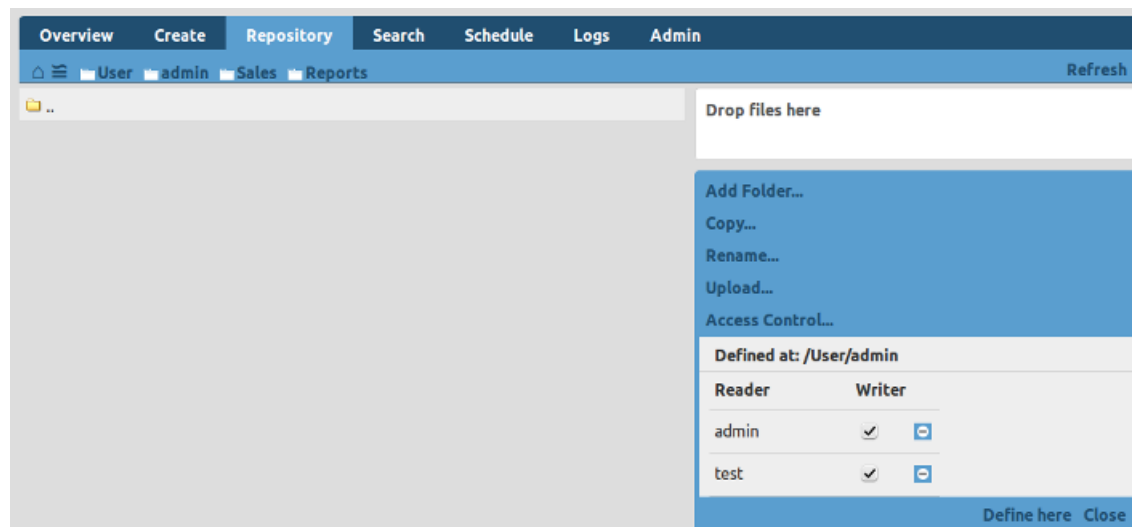 Overview Create Repository Search Schedule Logs Admin
User admin Sales Reports Refresh
..
Drop files here
Add Folder...
Copy...
Rename...
Upload...
Access Control...
Defined at: /User/admin
Reader Writer
admin
test
Define here Close